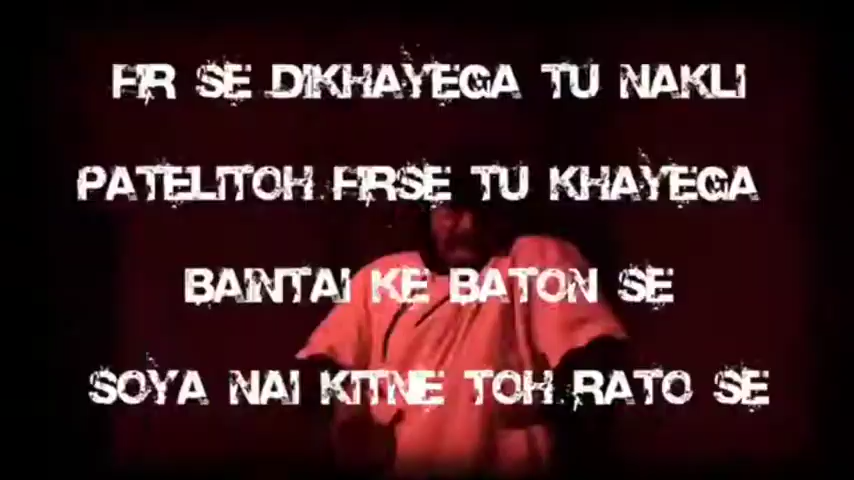 FIR SE DIKHAYEGA TU NAKLI
PATELITOH FIRSE TU KHAYEGA
BAINTAI KE BATON SE
SOYA NAI KITNE TOH RATO SE